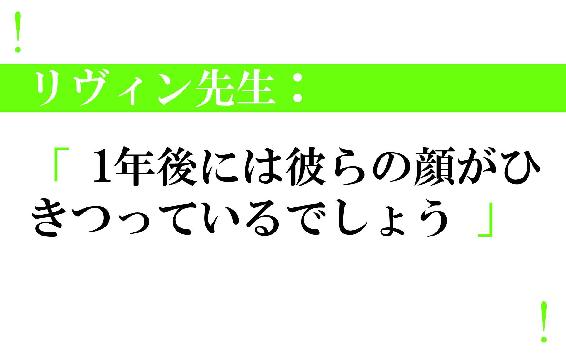 !
リヴィン先生：
「 1年後には彼らの顔がひ
きつっているでしょう 」
!